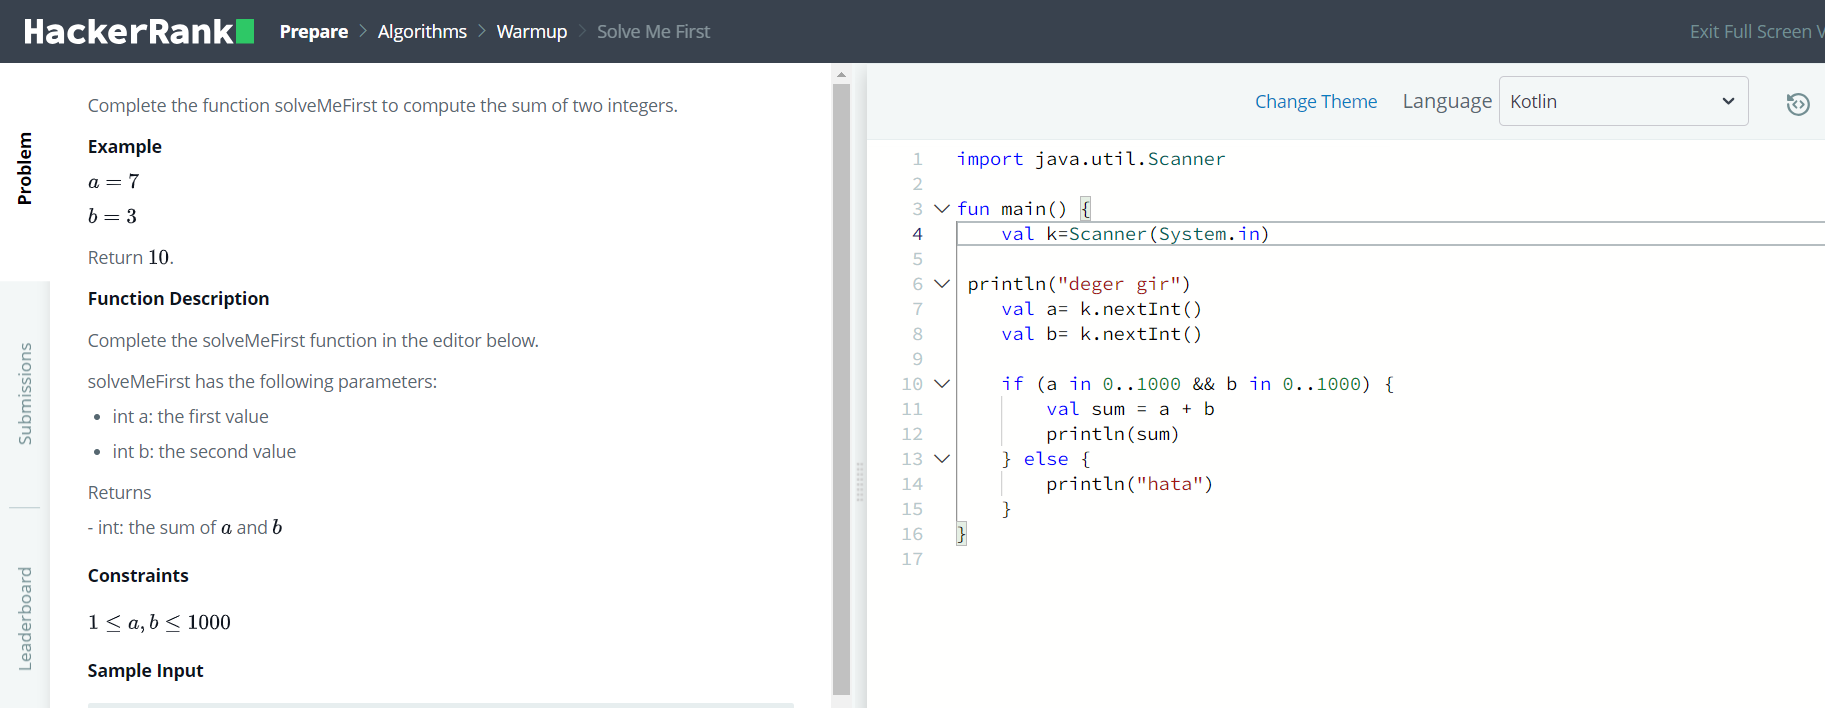 HackerRank
Prepare > Algorithms > Warmup > Solve Me First
Exit Full Screen V
Problem
Submissions
Leaderboard
Complete the function solveMeFirst to compute the sum of two integers.
Example
a = 7
b = 3
Return 10.
Function Description
Complete the solveMeFirst function in the editor below.
solveMeFirst has the following parameters:
• int a: the first value
• int b: the second value
Returns
- int: the sum of a and b
Constraints
1 ≤ a, b ≤ 1000
Sample Input
Change Theme
Language
Kotlin
1 import java.util.Scanner
2
3 fun main() {
4     val k=Scanner(System.in)
5
6  println("deger gir")
7     val a= k.nextInt()
8     val b= k.nextInt()
9
10     if (a in 0..1000 && b in 0..1000) {
11         val sum = a + b
12         println(sum)
13     } else {
14         println("hata")
15     }
16 }
17